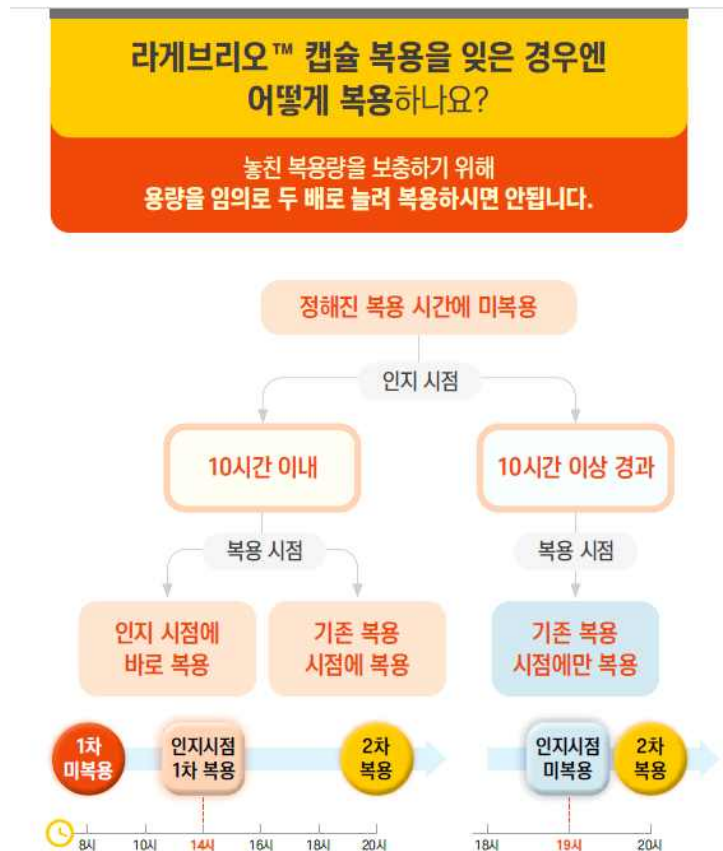 라게브리오™ 캡슐 복용을 잊은 경우엔
어떻게 복용하나요?
놓친 복용량을 보충하기 위해
용량을 임의로 두 배로 늘려 복용하시면 안됩니다.
정해진 복용 시간에 미복용
인지 시점
10시간 이내
10시간 이상 경과
복용 시점
복용 시점
인지 시점에
바로 복용
기존 복용
시점에 복용
기존 복용
시점에만 복용
1차
미복용
인지시점
1차 복용
2차
복용
인지시점
미복용
2차
복용
8시 10시 14시 16시 18시 20시
18시 19시 20시